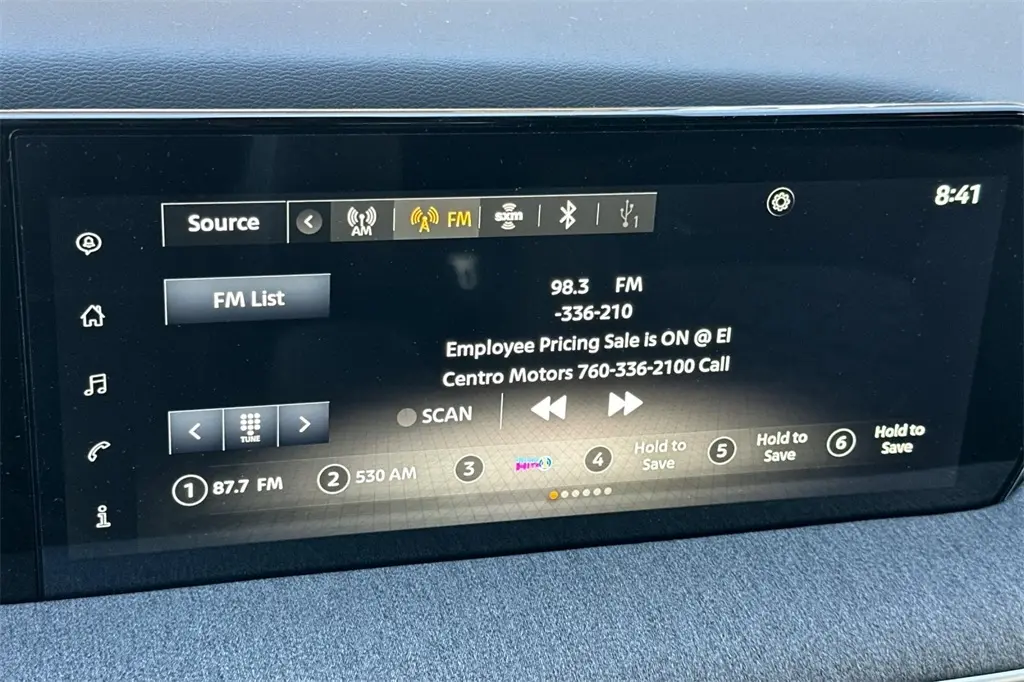 8:41
Source
AM
FM
sxm
1
FM List
98.3 FM
-336-210
Employee Pricing Sale is ON @ El
Centro Motors 760-336-2100 Call
TUNE
SCAN
1 87.7 FM
2 530 AM
3
4 Hold to
Save
5 Hold to
Save
6 Hold to
Save